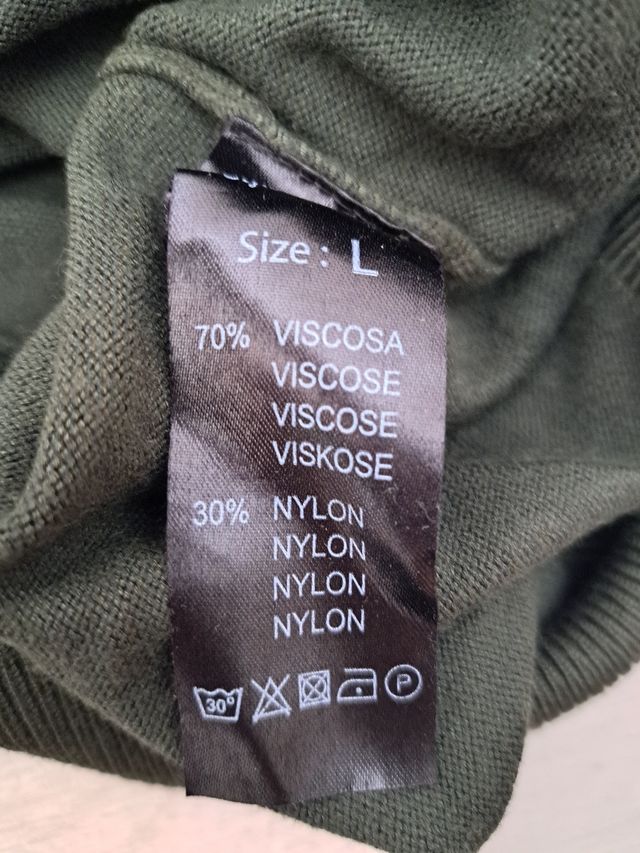 Size: L
70% VISCOSA
VISCOSE
VISCOSE
VISKOSE
30% NYLON
NYLON
NYLON
NYLON
30° P